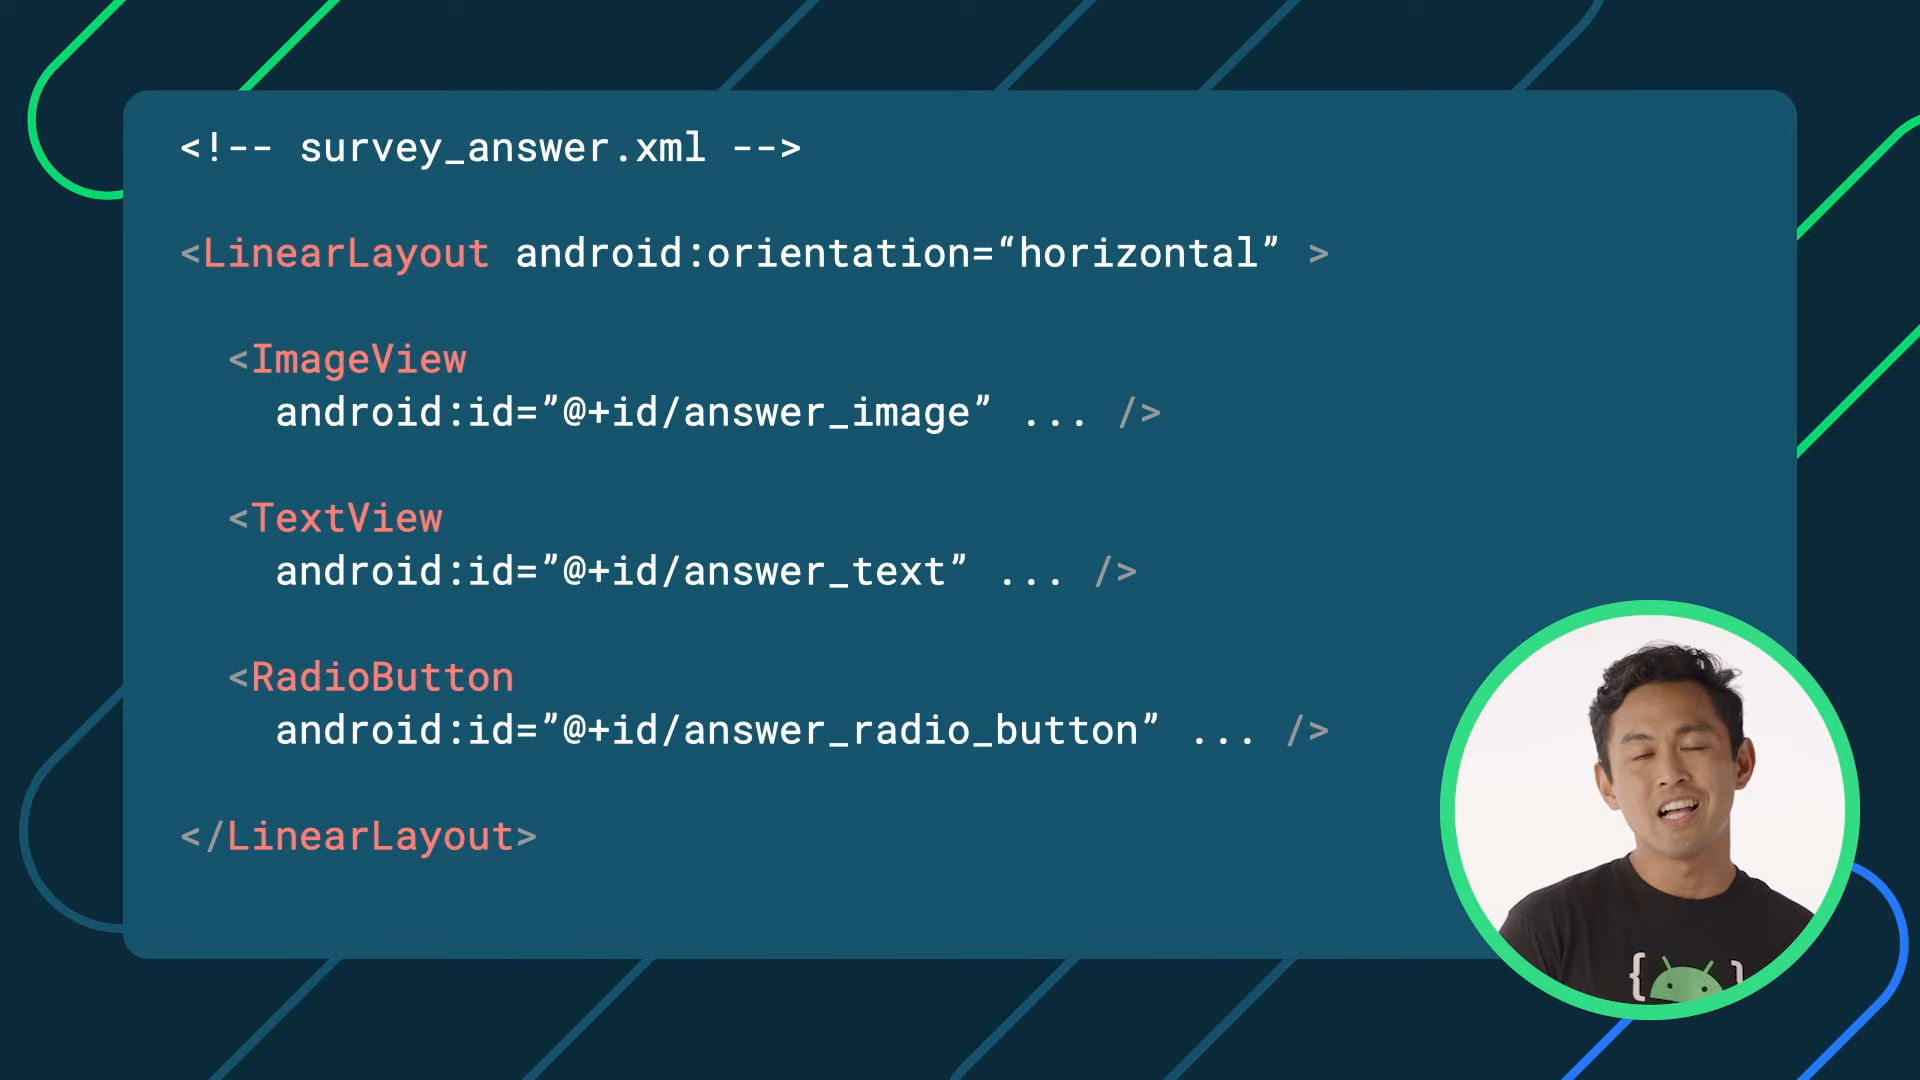 <!-- survey_answer.xml -->
<LinearLayout android:orientation=“horizontal” >
<ImageView
android:id=”@+id/answer_image” ... />
<TextView
android:id=”@+id/answer_text” ... />
<RadioButton
android:id=”@+id/answer_radio_button” ... />
</LinearLayout>
{ }